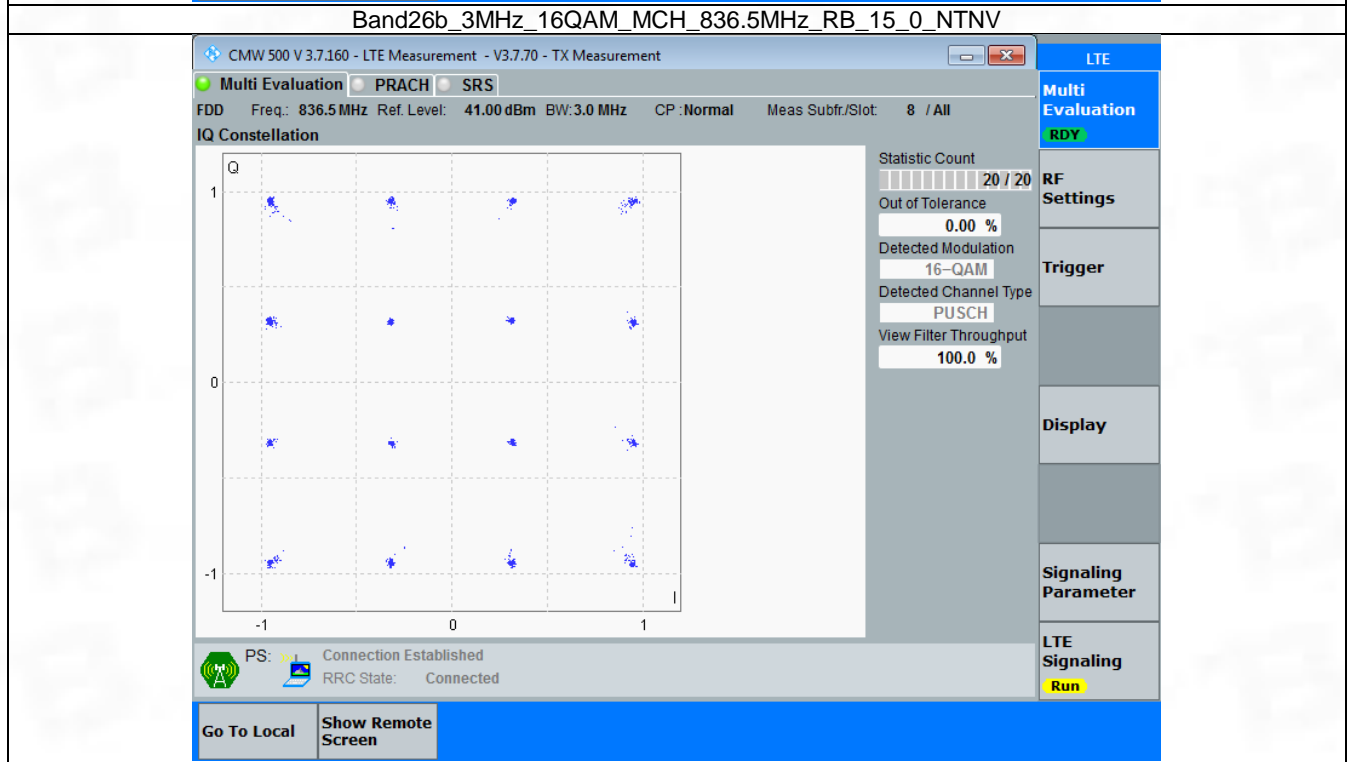 Band26b_3MHz_16QAM_MCH_836.5MHz_RB_15_0_NTNV
CMW 500 V 3.7.160 - LTE Measurement - V3.7.70 - TX Measurement
LTE
Multi Evaluation PRACH SRS
FDD Freq.: 836.5 MHz Ref. Level: 41.00 dBm BW: 3.0 MHz CP : Normal Meas Subfr./Slot: 8 / All
IQ Constellation
Q
1
0
-1
I
-1 0 1
Statistic Count
20 / 20
Out of Tolerance
0.00 %
Detected Modulation
16-QAM
Detected Channel Type
PUSCH
View Filter Throughput
100.0 %
Multi
Evaluation
RDY
RF
Settings
Trigger
Display
Signaling
Parameter
LTE
Signaling
Run
PS: Connection Established
RRC State: Connected
Go To Local
Show Remote
Screen